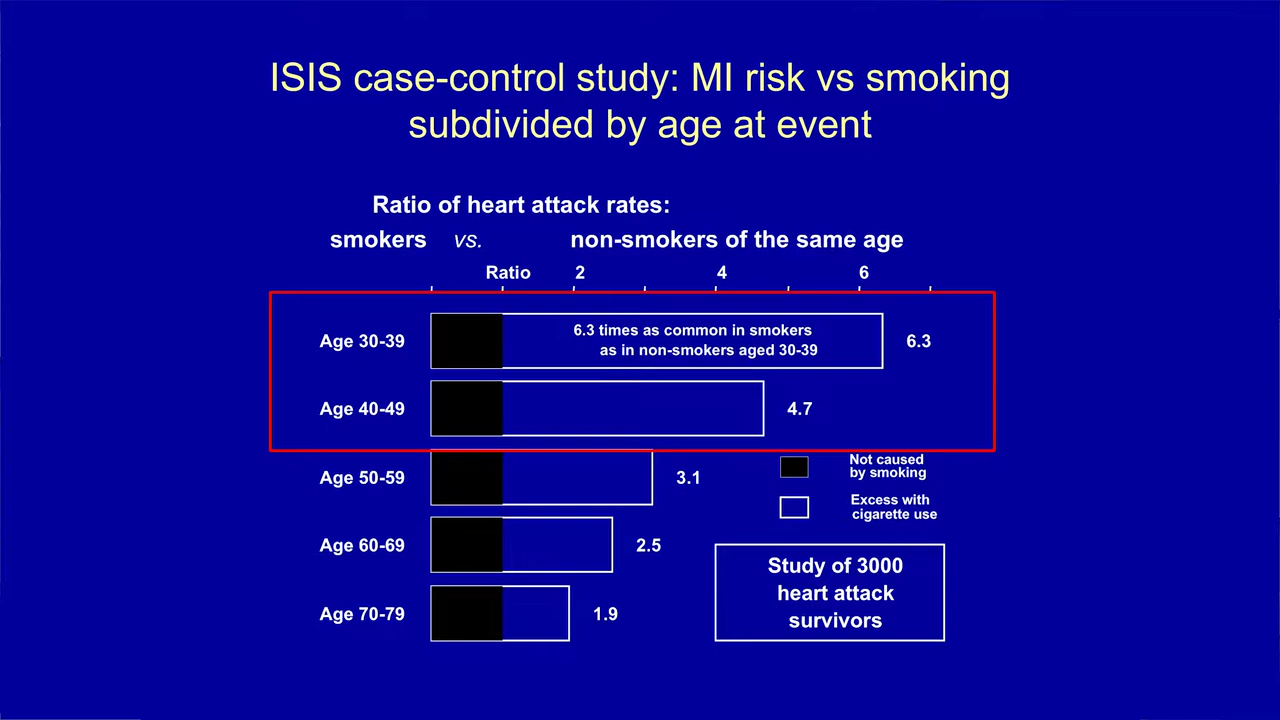 ISIS case-control study: MI risk vs smoking
subdivided by age at event
Ratio of heart attack rates:
smokers vs. non-smokers of the same age
Ratio 2 4 6
Age 30-39
6.3 times as common in smokers
as in non-smokers aged 30-39
6.3
Age 40-49 4.7
Age 50-59 3.1
Not caused
by smoking
Excess with
cigarette use
Age 60-69 2.5
Age 70-79 1.9
Study of 3000
heart attack
survivors